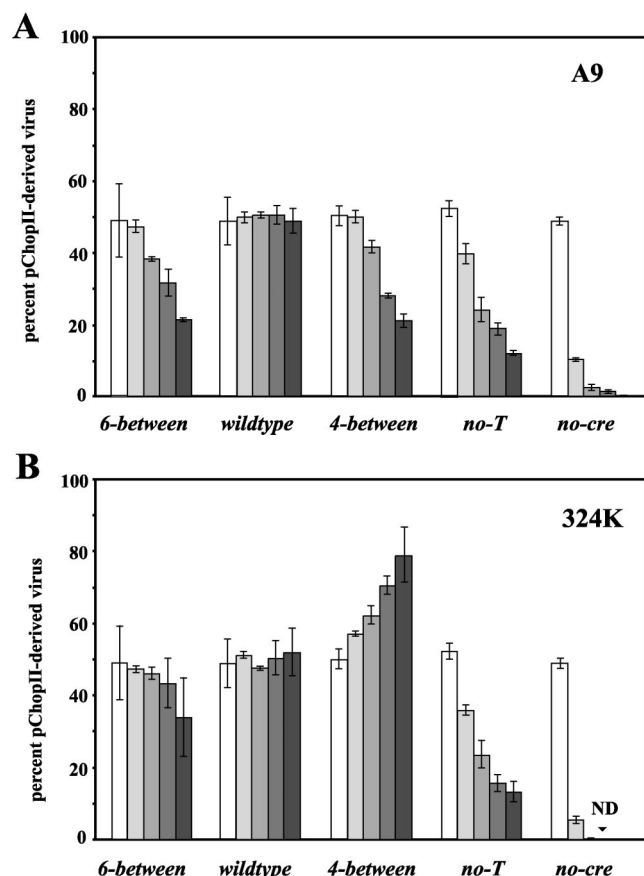 A
A9
percent pChopII-derived virus
100
80
60
40
20
0
6-between wildtype 4-between no-T no-cre
B
324K
percent pChopII-derived virus
100
80
60
40
20
0
ND
6-between wildtype 4-between no-T no-cre